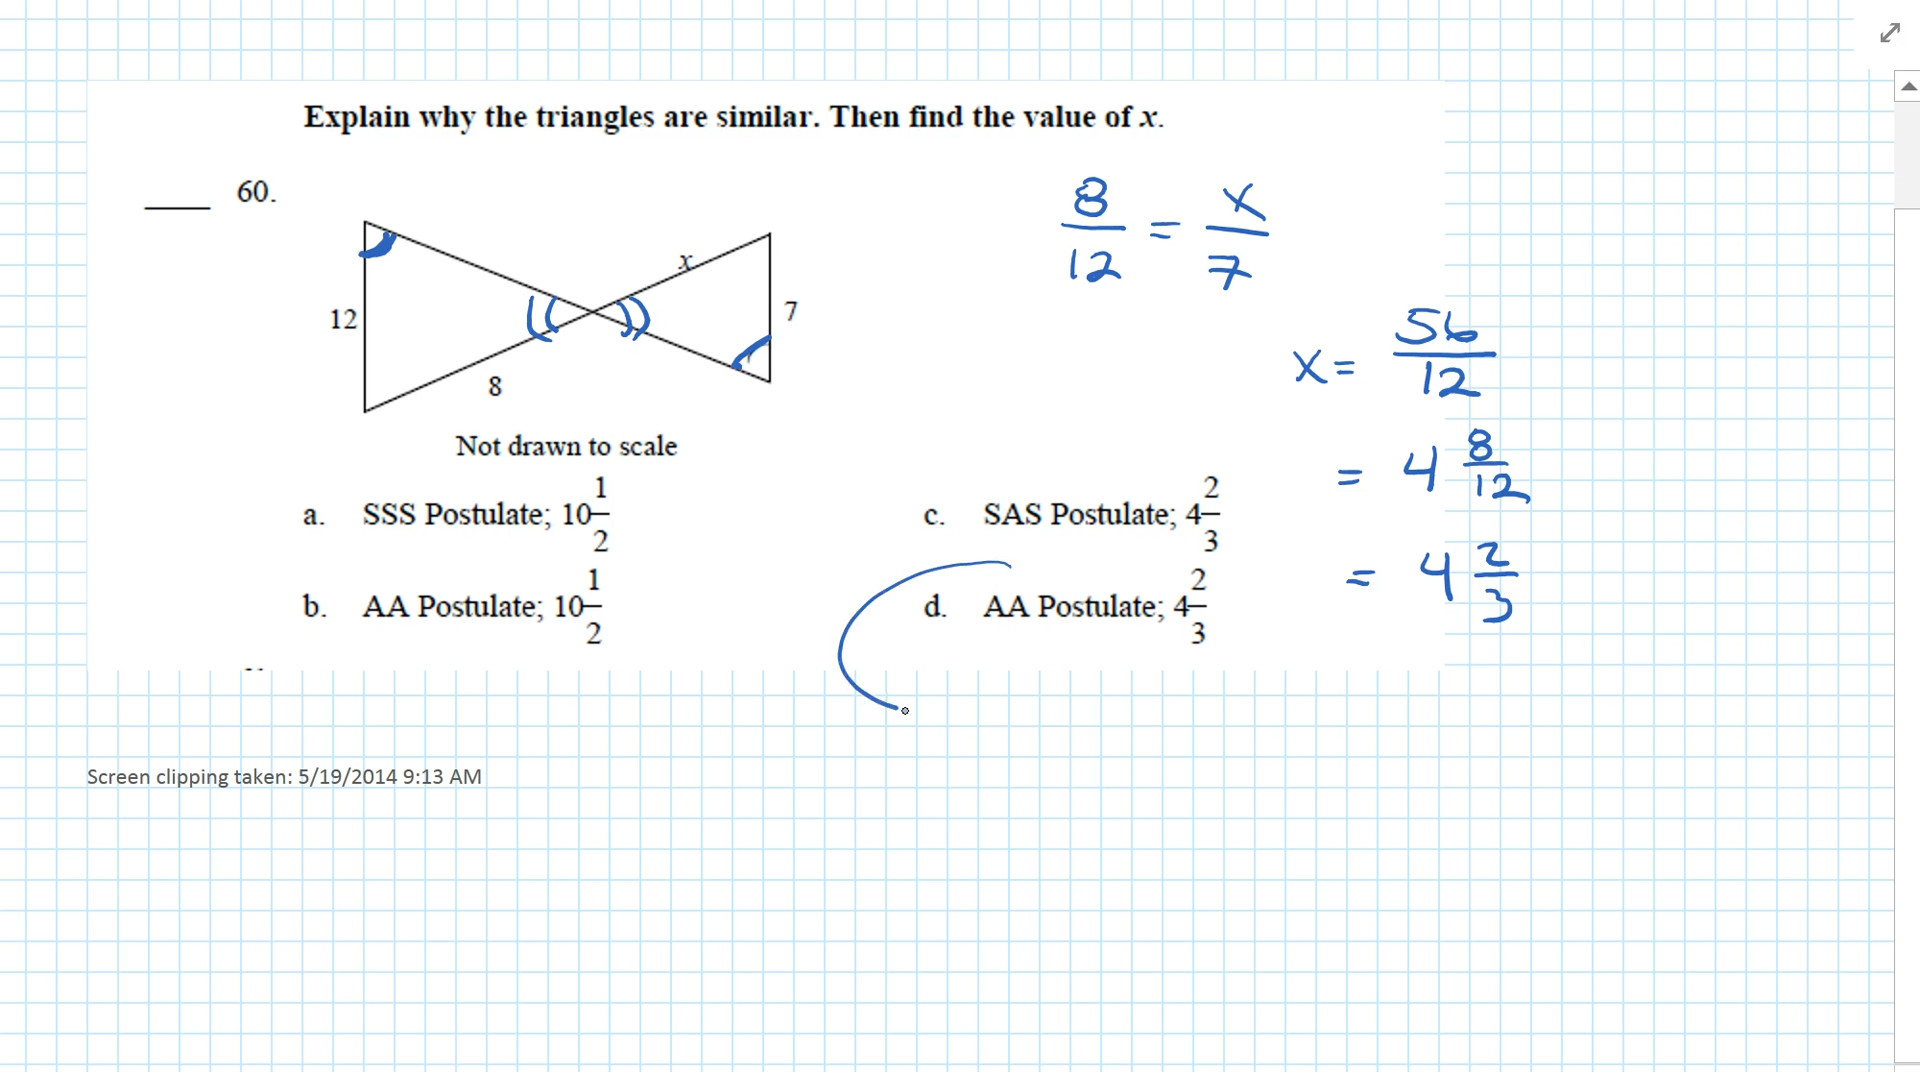 Explain why the triangles are similar. Then find the value of x.
____ 60.
12
8
x
7
Not drawn to scale
a. SSS Postulate; 10 1/2
b. AA Postulate; 10 1/2
c. SAS Postulate; 4 2/3
d. AA Postulate; 4 2/3
8/12 = x/7
x = 56/12
= 4 8/12
= 4 2/3
Screen clipping taken: 5/19/2014 9:13 AM